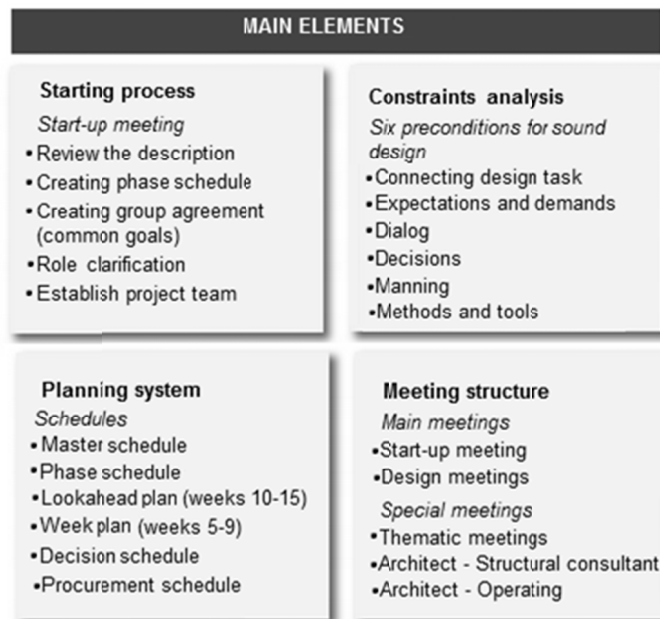 MAIN ELEMENTS
Starting process
Start-up meeting
• Review the description
• Creating phase schedule
• Creating group agreement
(common goals)
• Role clarification
• Establish project team
Constraints analysis
Six preconditions for sound
design
• Connecting design task
• Expectations and demands
• Dialog
• Decisions
• Manning
• Methods and tools
Planning system
Schedules
• Master schedule
• Phase schedule
• Lookahead plan (weeks 10-15)
• Week plan (weeks 5-9)
• Decision schedule
• Procurement schedule
Meeting structure
Main meetings
• Start-up meeting
• Design meetings
Special meetings
• Thematic meetings
• Architect - Structural consultant
• Architect - Operating